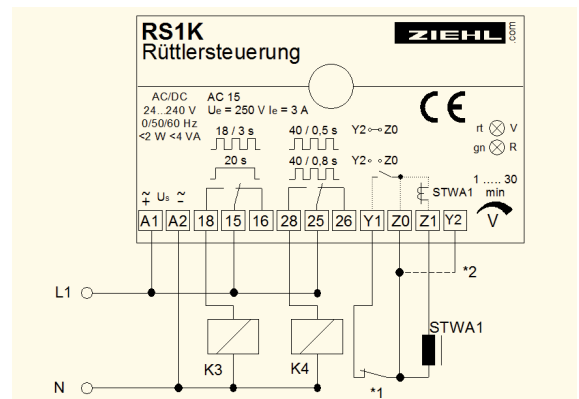 RS1K
ZIEHL .com
Rüttlersteuerung
AC/DC
24...240 V
0/50/60 Hz
<2 W <4 VA
AC 15
Ue = 250 V Ie = 3 A
18 / 3 s
20 s
40 / 0,5 s
40 / 0,8 s
Y2 Z0
Y2 Z0
CE
rt V
gn R
STWA1
1 ..... 30
min
V
~ Us ~
+ -
A1 A2 18 15 16 28 25 26 Y1 Z0 Z1 Y2
*2
L1
STWA1
K3
K4
*1
N